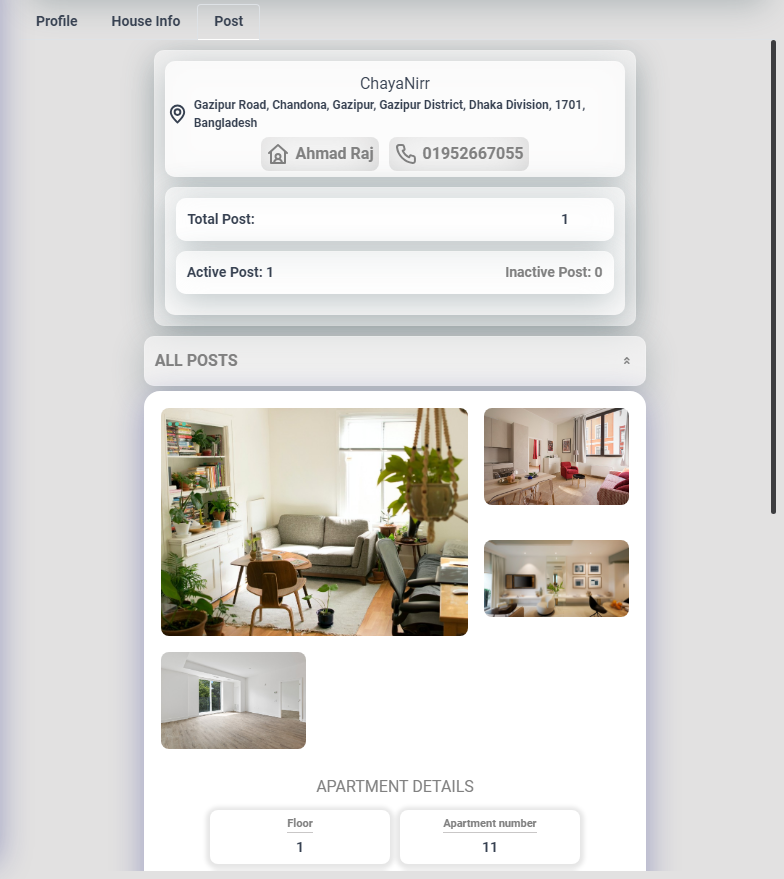 Profile House Info Post
ChayaNirr
Gazipur Road, Chandona, Gazipur, Gazipur District, Dhaka Division, 1701,
Bangladesh
Ahmad Raj 01952667055
Total Post: 1
Active Post: 1 Inactive Post: 0
ALL POSTS
APARTMENT DETAILS
Floor Apartment number
1 11